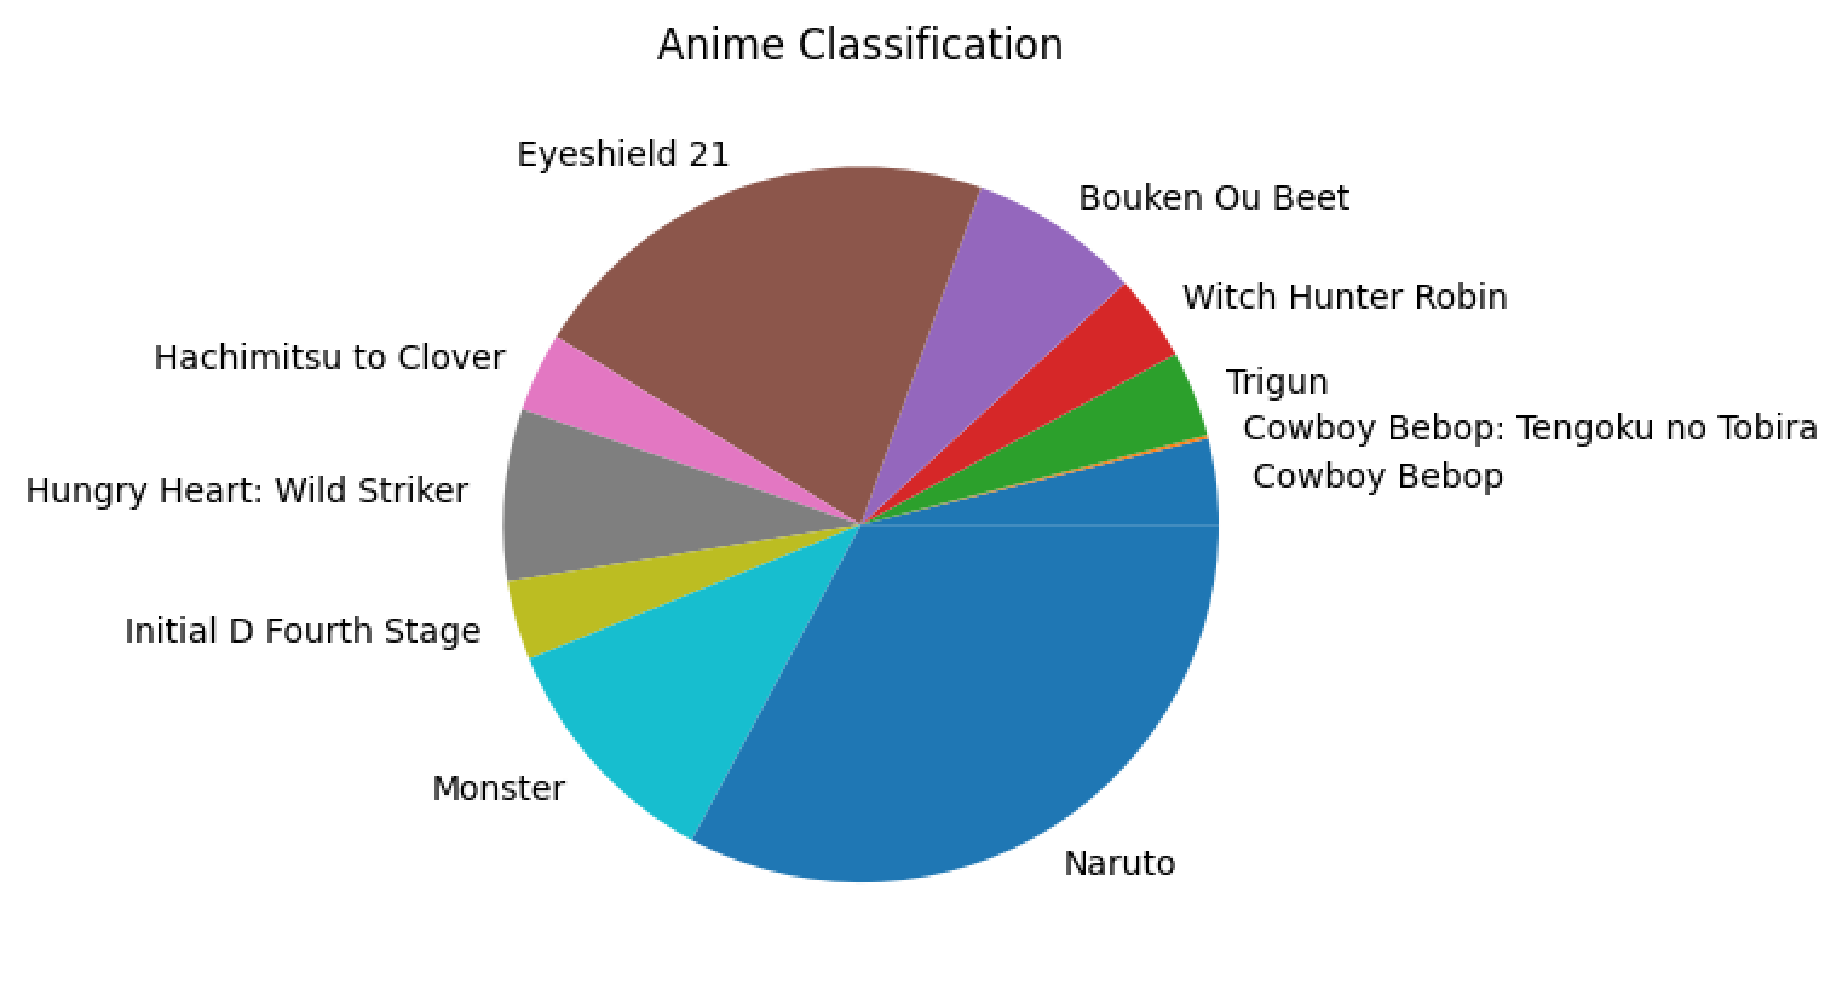 Anime Classification
Eyeshield 21
Bouken Ou Beet
Witch Hunter Robin
Hachimitsu to Clover
Trigun
Cowboy Bebop: Tengoku no Tobira
Cowboy Bebop
Hungry Heart: Wild Striker
Initial D Fourth Stage
Monster
Naruto